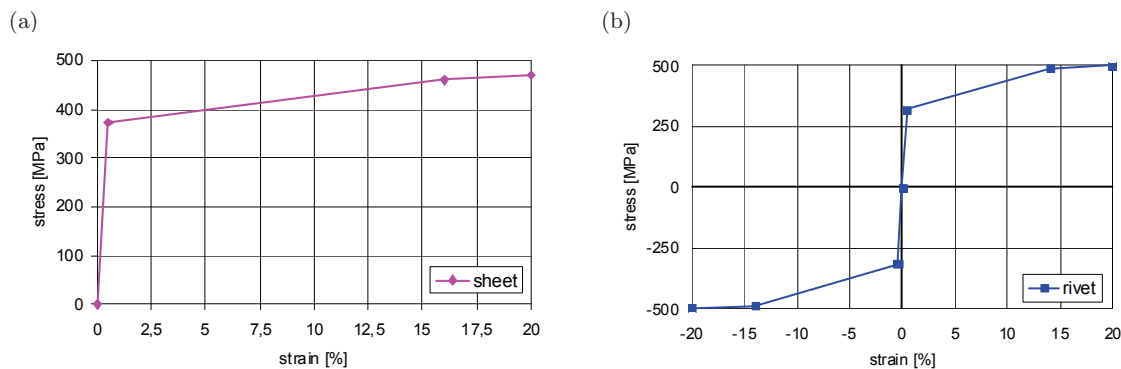 (a)
(b)
500
400
300
200
100
0
stress [MPa]
0 2,5 5 7,5 10 12,5 15 17,5 20
strain [%]
sheet
500
250
0
-250
-500
stress [MPa]
-20 -15 -10 -5 0 5 10 15 20
strain [%]
rivet